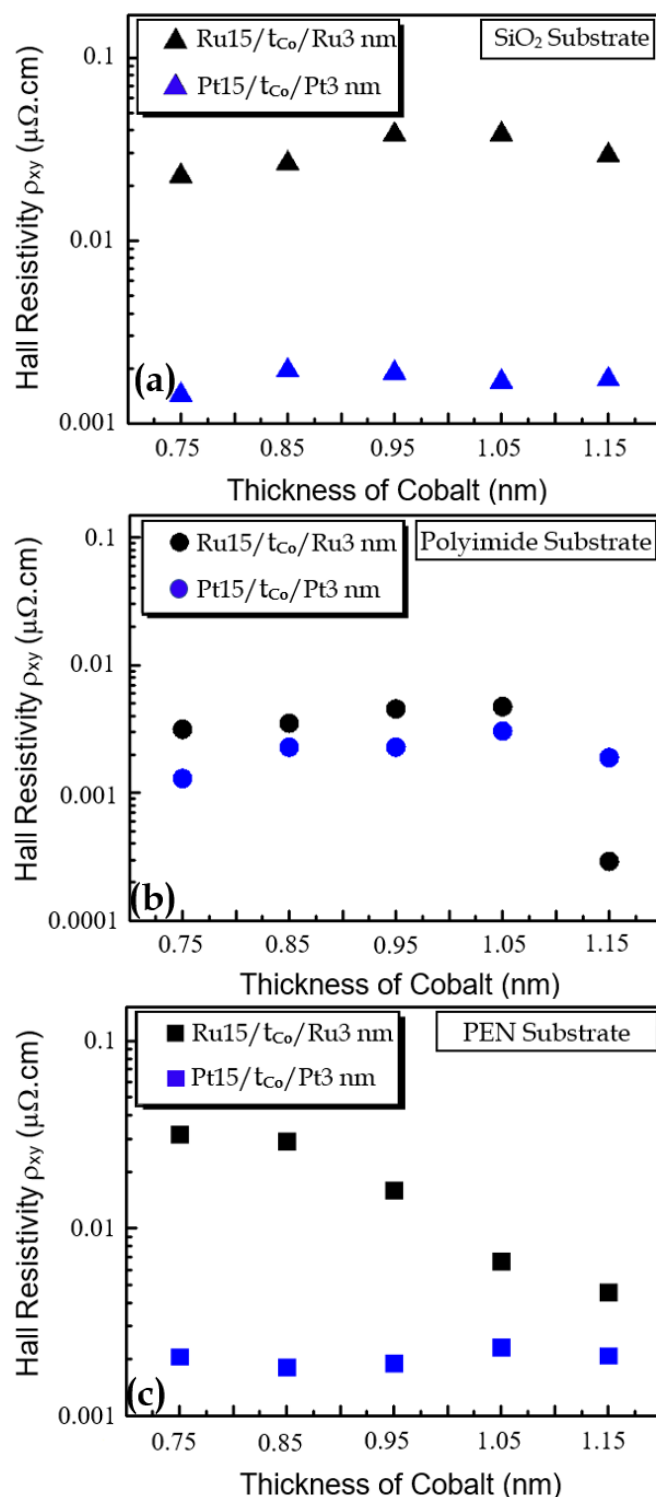 Ru15/tCo/Ru3 nm
Pt15/tCo/Pt3 nm
SiO2 Substrate
Hall Resistivity ρxy (μΩ.cm)
0.1
0.01
0.001
(a)
0.75 0.85 0.95 1.05 1.15
Thickness of Cobalt (nm)
Ru15/tCo/Ru3 nm
Pt15/tCo/Pt3 nm
Polyimide Substrate
Hall Resistivity ρxy (μΩ.cm)
0.1
0.01
0.001
0.0001
(b)
0.75 0.85 0.95 1.05 1.15
Thickness of Cobalt (nm)
Ru15/tCo/Ru3 nm
Pt15/tCo/Pt3 nm
PEN Substrate
Hall Resistivity ρxy (μΩ.cm)
0.1
0.01
0.001
(c)
0.75 0.85 0.95 1.05 1.15
Thickness of Cobalt (nm)